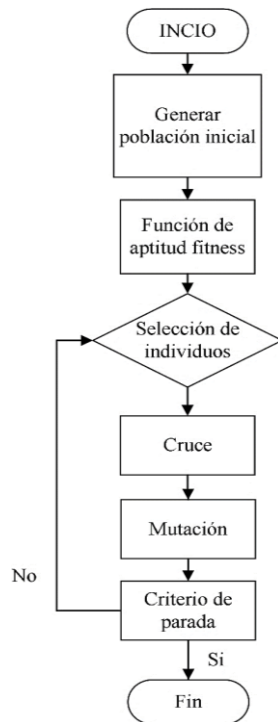 INCIO
Generar
población inicial
Función de
aptitud fitness
Selección de
individuos
Cruce
Mutación
Criterio de
parada
No
Si
Fin